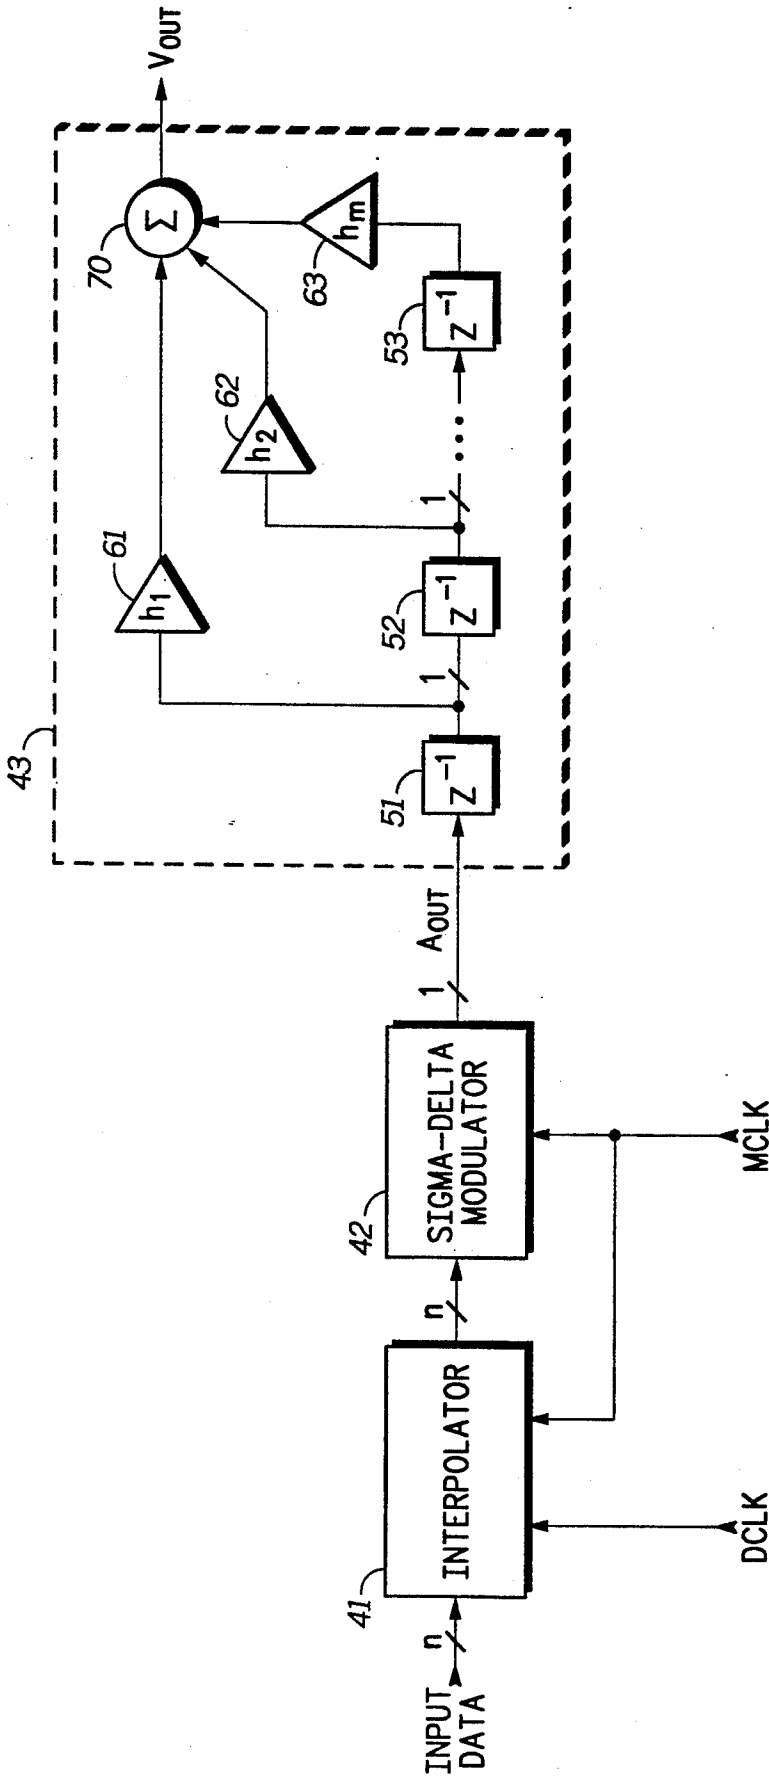 INPUT
DATA
n
41
INTERPOLATOR
DCLK
n
42
SIGMA-DELTA
MODULATOR
MCLK
1
AOUT
43
51
Z⁻¹
1
61
h1
52
Z⁻¹
1
62
h2
53
Z⁻¹
63
hm
70
Σ
VOUT